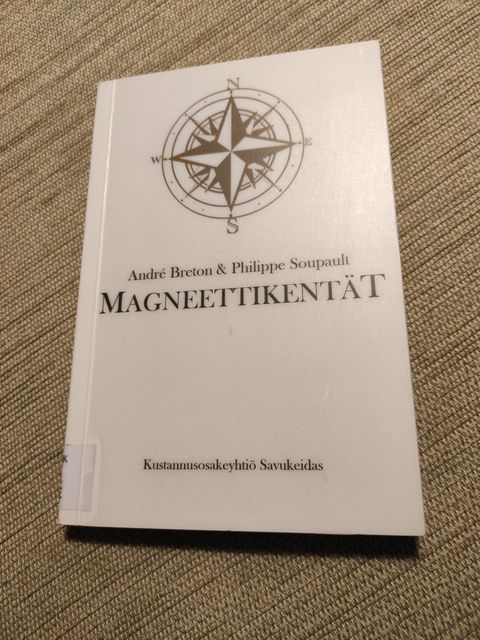 N
W E
S
André Breton & Philippe Soupault
MAGNEETTIKENTÄT
Kustannusosakeyhtiö Savukeidas
K